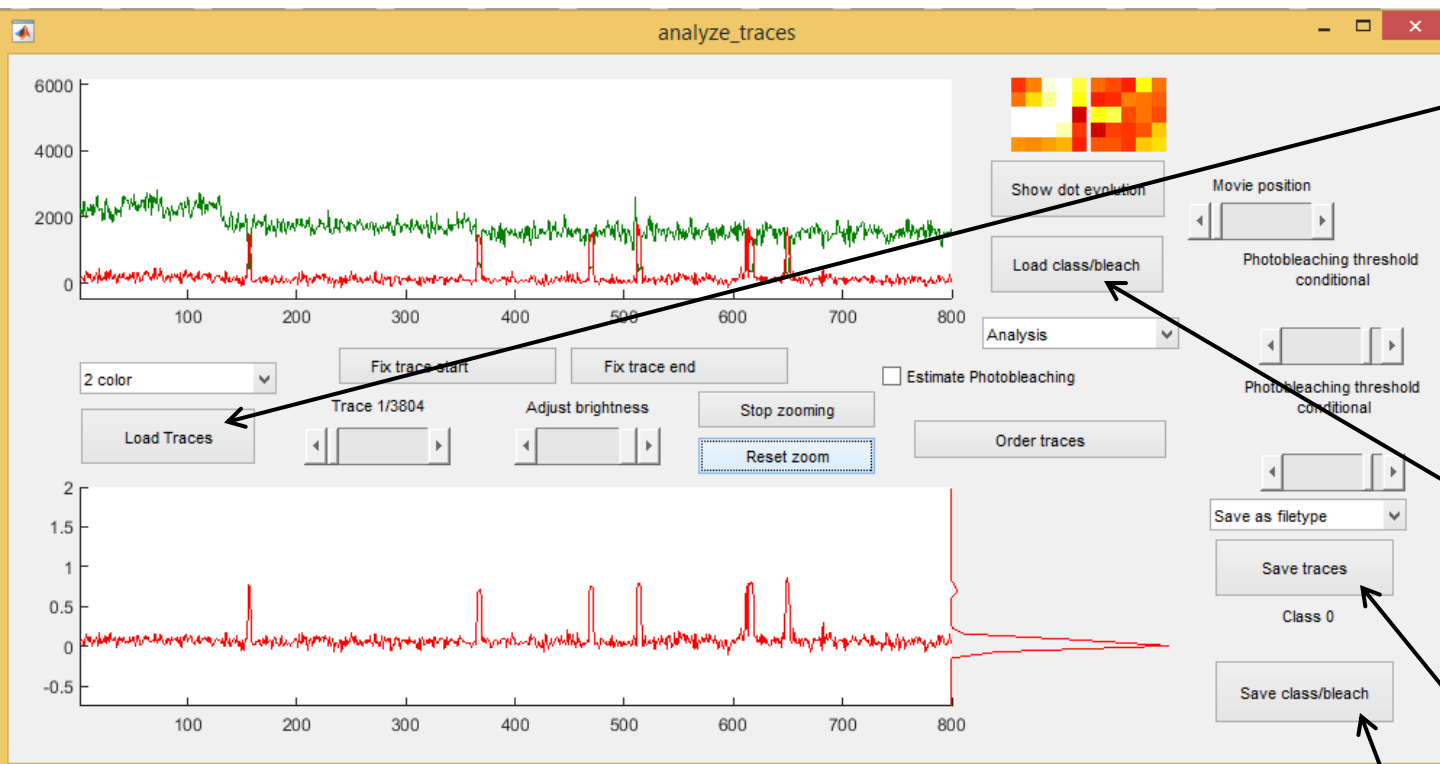 analyze_traces
6000
4000
2000
0
100 200 300 400 500 600 700 800
Show dot evolution
Movie position
Load class/bleach
Photobleaching threshold
conditional
Analysis
2 color
Fix trace start
Fix trace end
Estimate Photobleaching
Photobleaching threshold
conditional
Load Traces
Trace 1/3804
Adjust brightness
Stop zooming
Reset zoom
Order traces
2
1.5
1
0.5
0
-0.5
100 200 300 400 500 600 700 800
Save as filetype
Save traces
Class 0
Save class/bleach